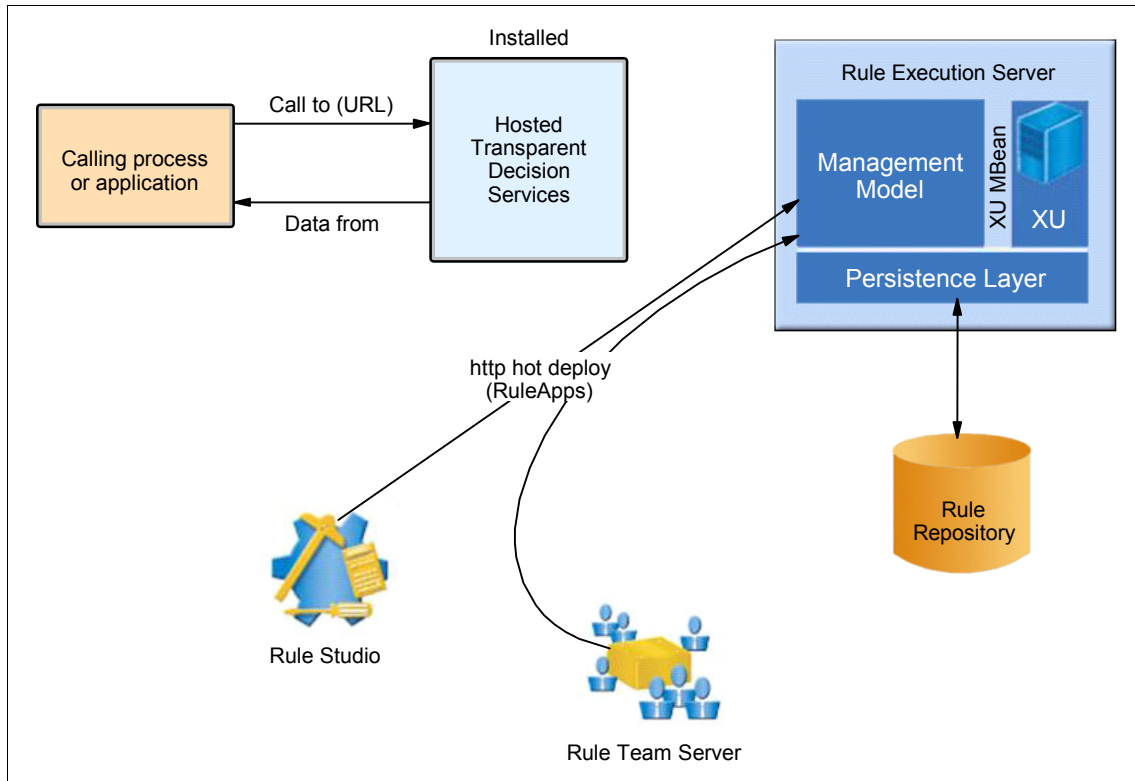 Installed
Calling process
or application
Call to (URL)
Data from
Hosted
Transparent
Decision
Services
Rule Execution Server
Management
Model
XU MBean
XU
Persistence Layer
http hot deploy
(RuleApps)
Rule
Repository
Rule Studio
Rule Team Server